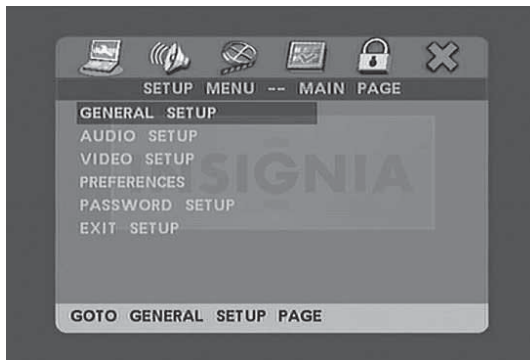 SETUP MENU -- MAIN PAGE
GENERAL SETUP
AUDIO SETUP
VIDEO SETUP
PREFERENCES
PASSWORD SETUP
EXIT SETUP
INSIGNIA
GOTO GENERAL SETUP PAGE